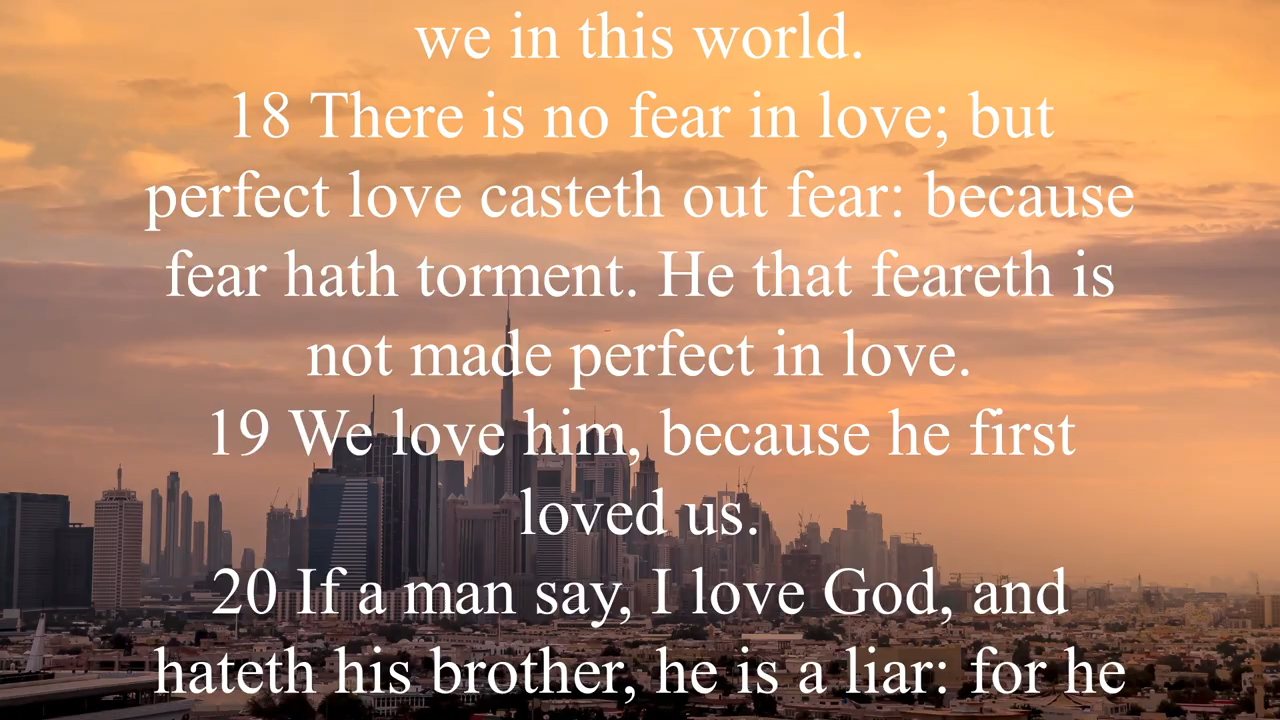 we in this world.
18 There is no fear in love; but
perfect love casteth out fear: because
fear hath torment. He that feareth is
not made perfect in love.
19 We love him, because he first
loved us.
20 If a man say, I love God, and
hateth his brother, he is a liar: for he